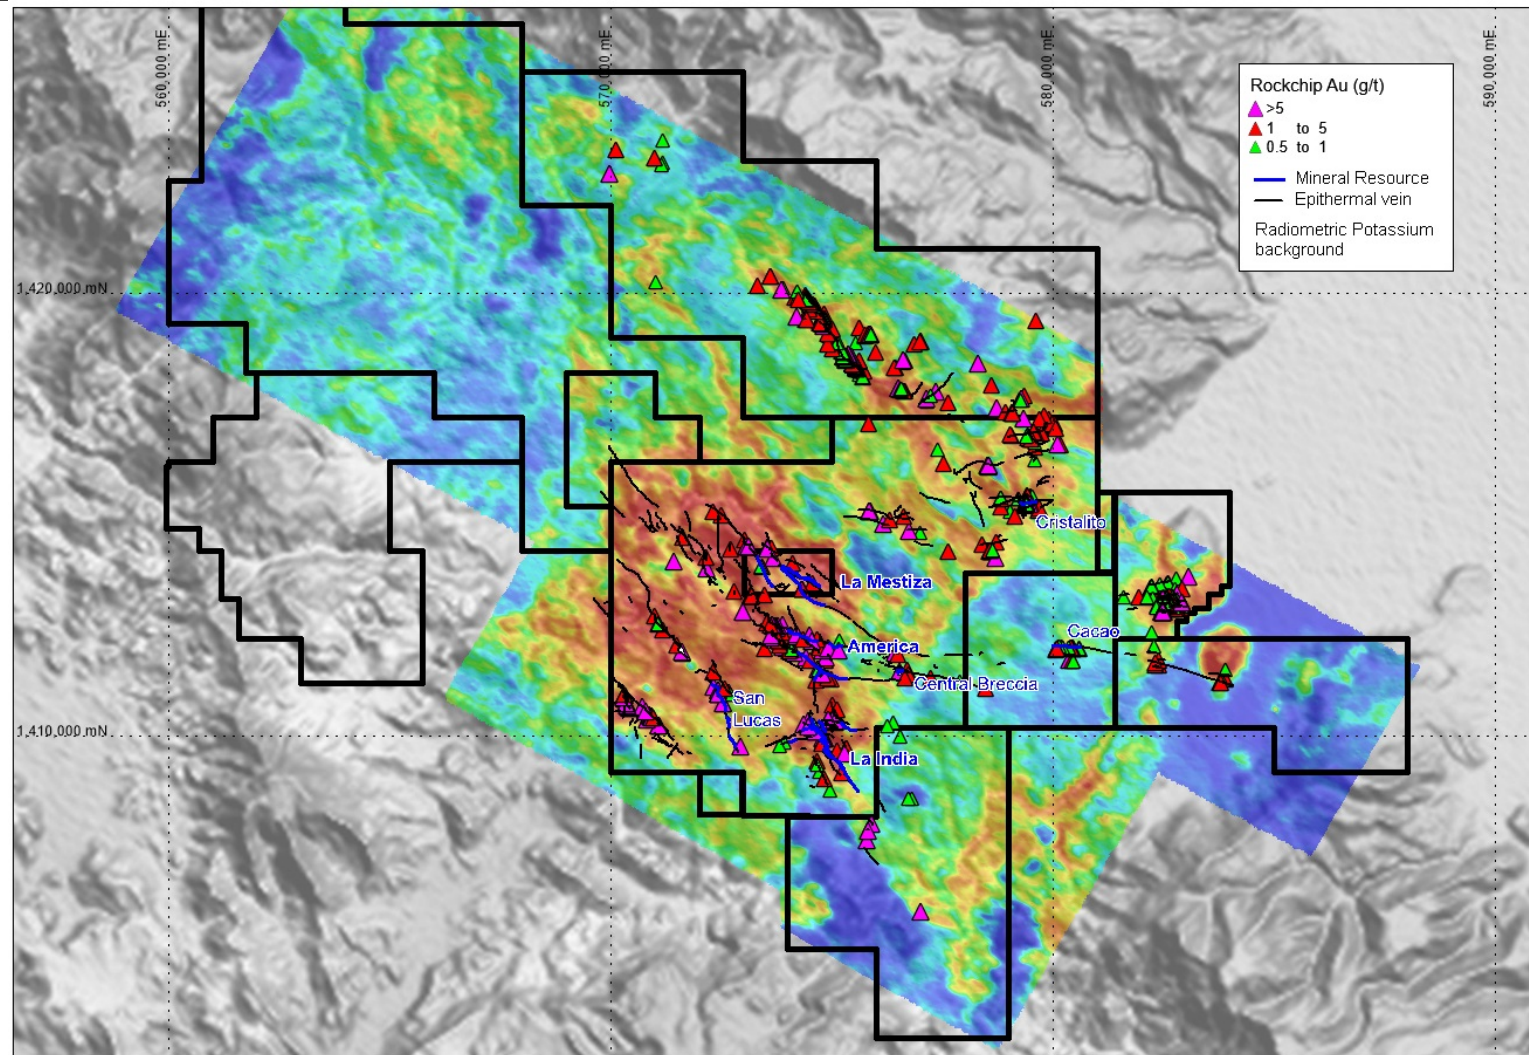 560,000 mE
570,000 mE
580,000 mE
590,000 mE
Rockchip Au (g/t)
>5
1 to 5
0.5 to 1
Mineral Resource
Epithermal vein
Radiometric Potassium
background
1,420,000 mN
Cristalito
La Mestiza
Cacao
America
Central Breccia
San
Lucas
1,410,000 mN
La India